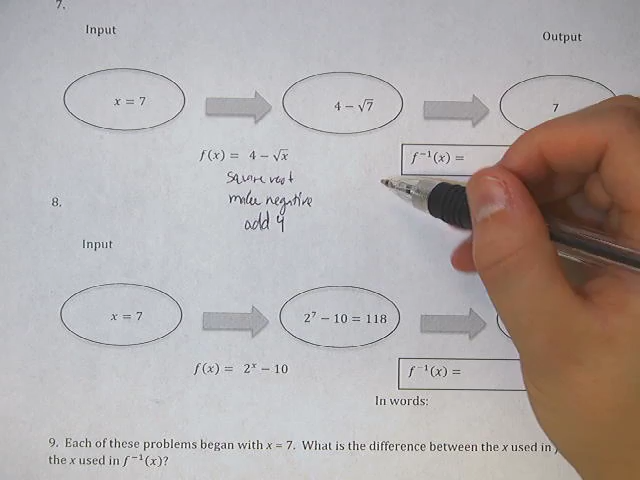 7.
Input
Output
x = 7
4 − √7
7
f(x) = 4 − √x
f⁻¹(x) =
square root
make negative
add 4
8.
Input
x = 7
2⁷ − 10 = 118
f(x) = 2ˣ − 10
f⁻¹(x) =
In words:
9. Each of these problems began with x = 7. What is the difference between the x used in
the x used in f⁻¹(x)?